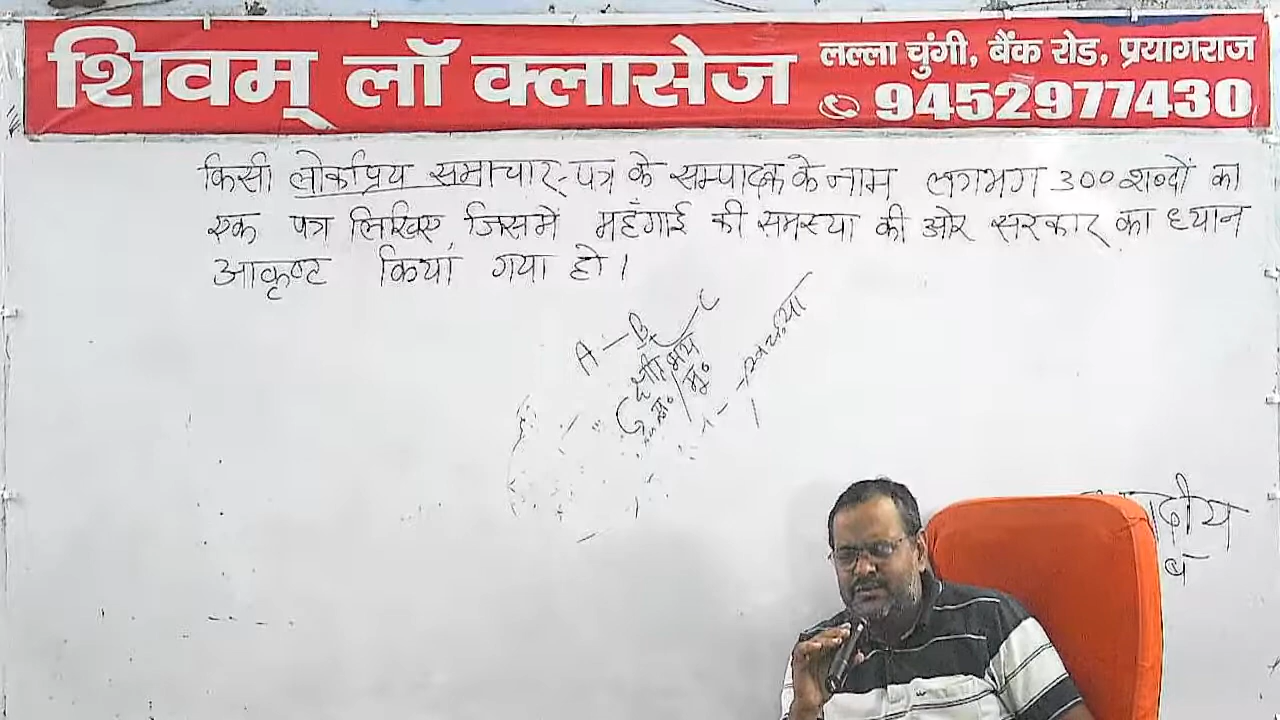 शिवम् लॉ क्लासेज
लल्ला चुंगी, बैंक रोड, प्रयागराज
9452977430
किसी लोकप्रिय समाचार-पत्र के सम्पादक के नाम लगभग 300 शब्दों का
एक पत्र लिखिए जिसमें महँगाई की समस्या की ओर सरकार का ध्यान
आकृष्ट किया गया हो।
A - B - C